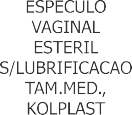 ESPECULO
VAGINAL
ESTERIL
S/LUBRIFICACAO
TAM.MED.,
KOLPLAST